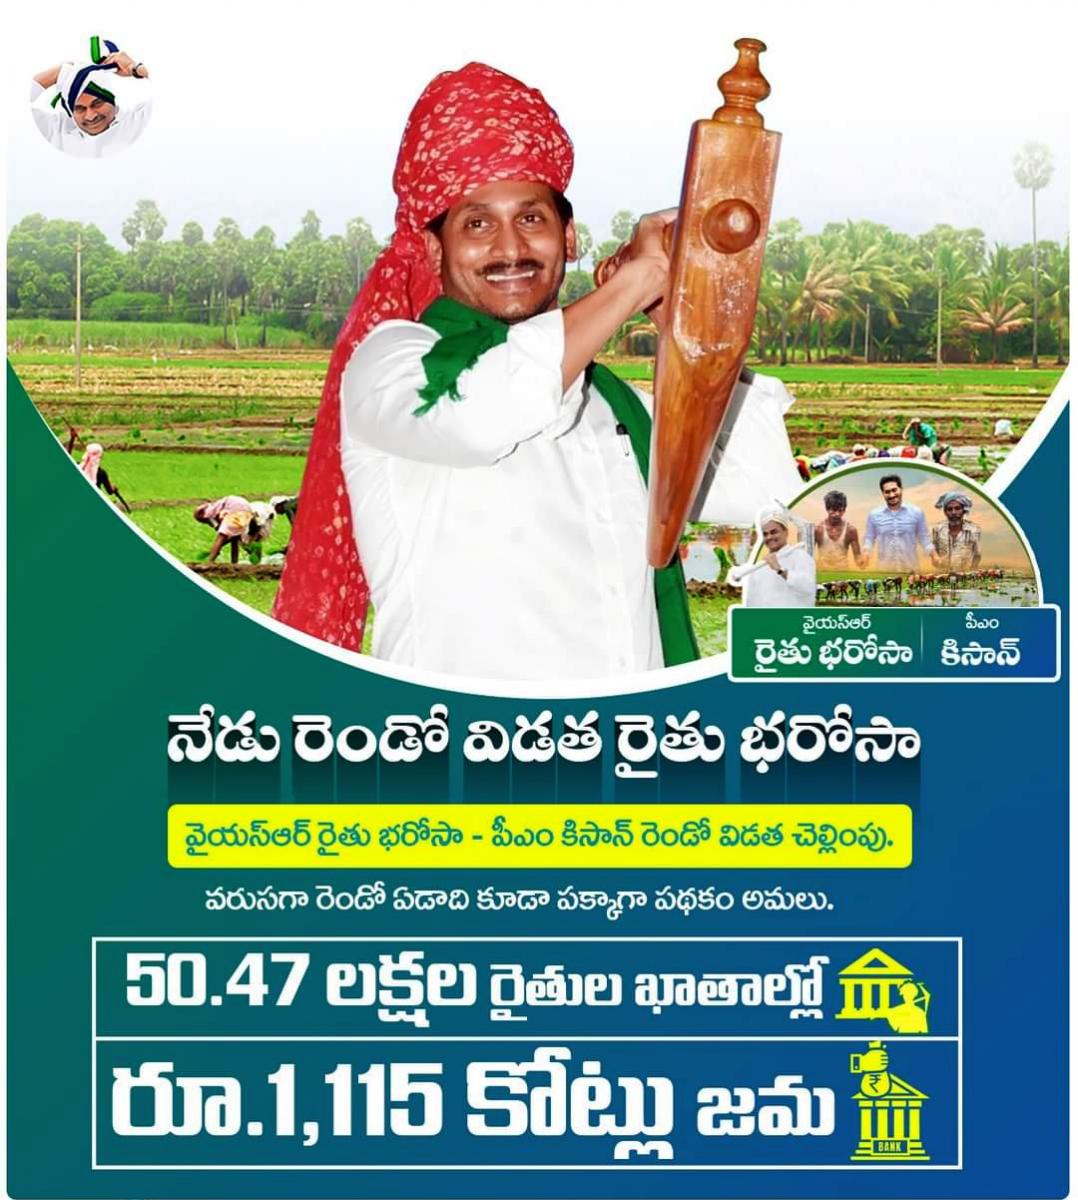 వైయస్ఆర్
రైతు భరోసా
పీఎం
కిసాన్
నేడు రెండో విడత రైతు భరోసా
వైయస్ఆర్ రైతు భరోసా - పీఎం కిసాన్ రెండో విడత చెల్లింపు.
వరుసగా రెండో ఏడాది కూడా పక్కాగా పథకం అమలు.
50.47 లక్షల రైతుల ఖాతాల్లో
రూ.1,115 కోట్లు జమ
BANK